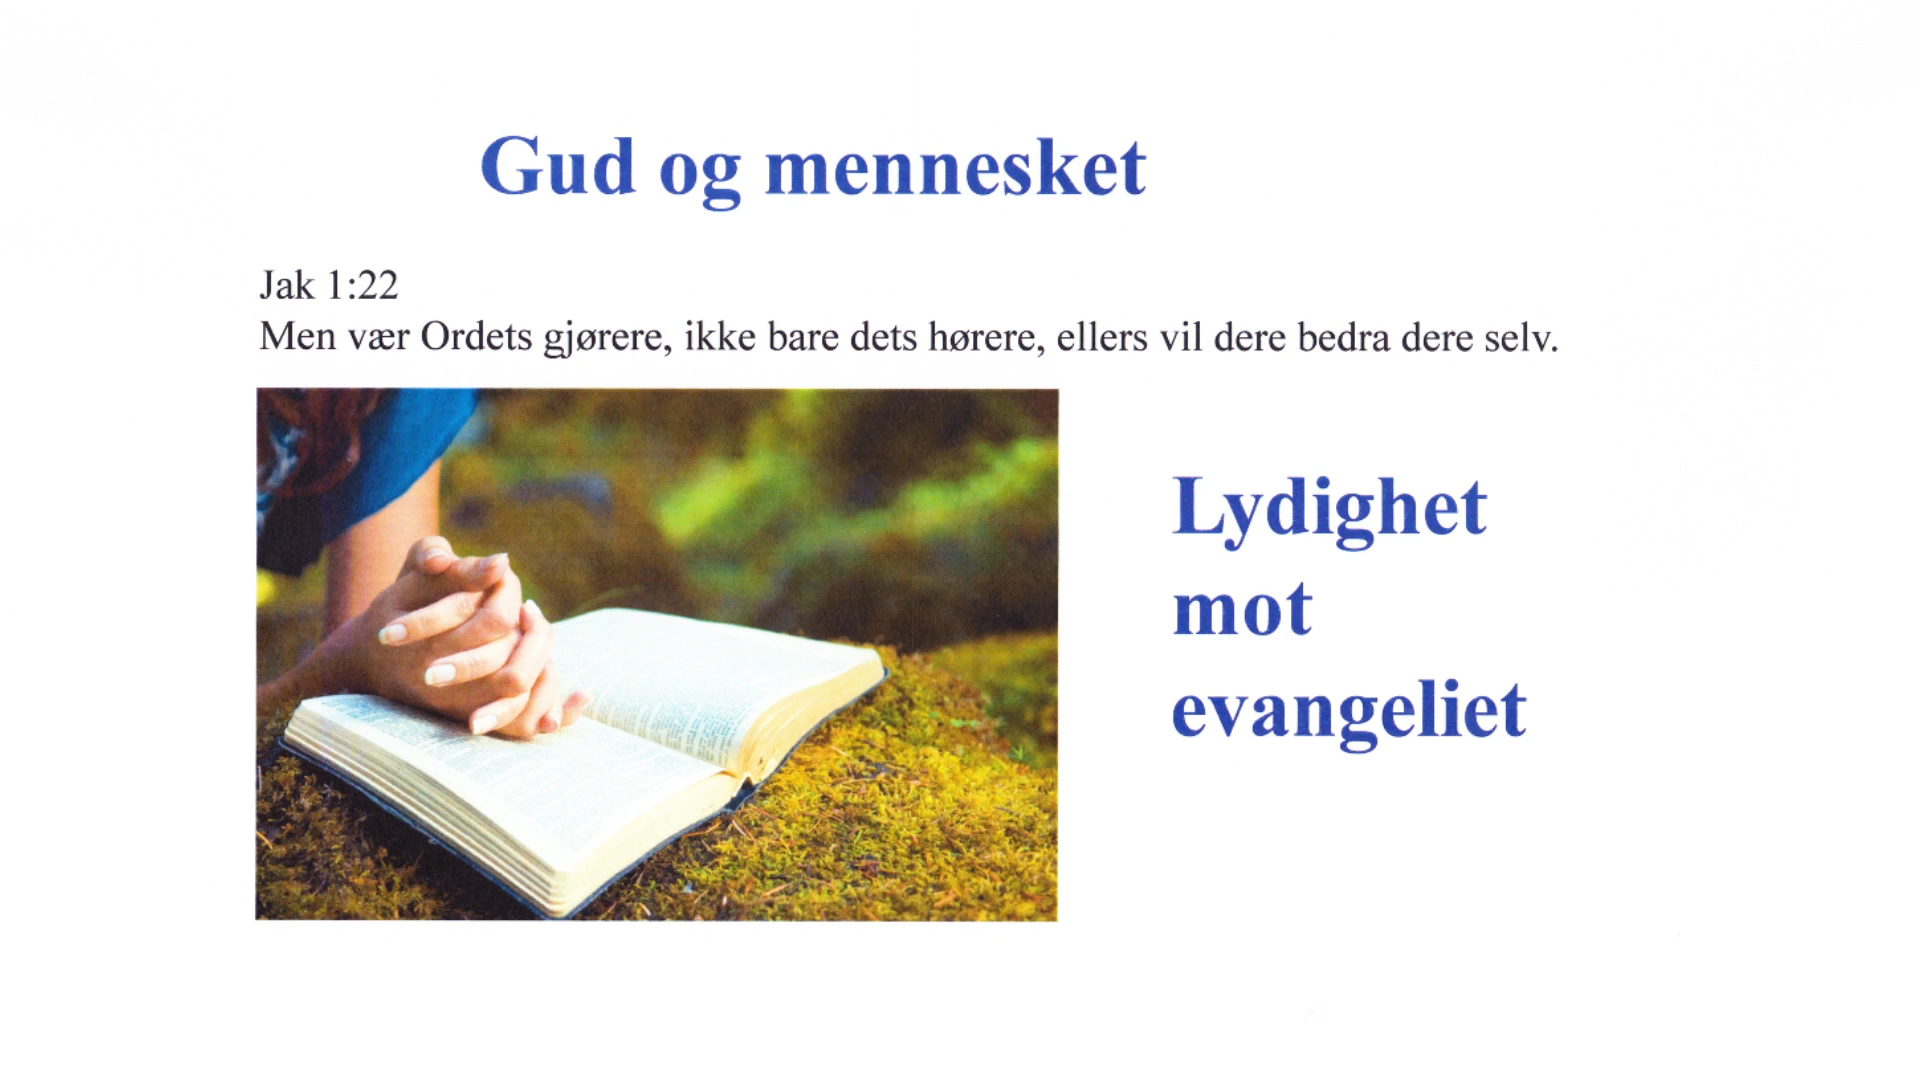 Gud og mennesket
Jak 1:22
Men vær Ordets gjørere, ikke bare dets hørere, ellers vil dere bedra dere selv.
Lydighet
mot
evangeliet